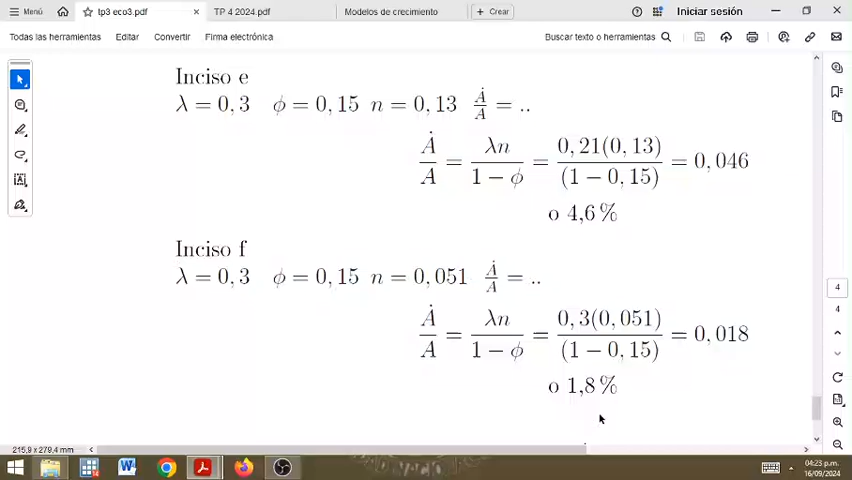 tp3 eco3.pdf
TP 4 2024.pdf
Modelos de crecimiento
+ Crear
Iniciar sesión
Menú
Todas las herramientas
Editar
Convertir
Firma electrónica
Buscar texto o herramientas
Inciso e
λ = 0, 3 ϕ = 0, 15 n = 0, 13 Ȧ/A = ..
Ȧ/A = λn/(1 − ϕ) = 0, 21(0, 13)/(1 − 0, 15) = 0, 046
o 4,6 %
Inciso f
λ = 0, 3 ϕ = 0, 15 n = 0, 051 Ȧ/A = ..
Ȧ/A = λn/(1 − ϕ) = 0, 3(0, 051)/(1 − 0, 15) = 0, 018
o 1,8 %
4
4
215,9 x 279,4 mm
04:23 p.m.
16/09/2024